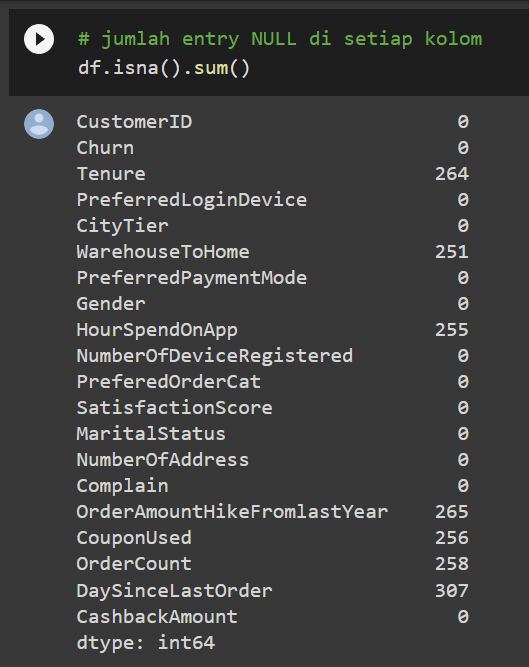 # jumlah entry NULL di setiap kolom
df.isna().sum()
CustomerID 0
Churn 0
Tenure 264
PreferredLoginDevice 0
CityTier 0
WarehouseToHome 251
PreferredPaymentMode 0
Gender 0
HourSpendOnApp 255
NumberOfDeviceRegistered 0
PreferedOrderCat 0
SatisfactionScore 0
MaritalStatus 0
NumberOfAddress 0
Complain 0
OrderAmountHikeFromlastYear 265
CouponUsed 256
OrderCount 258
DaySinceLastOrder 307
CashbackAmount 0
dtype: int64